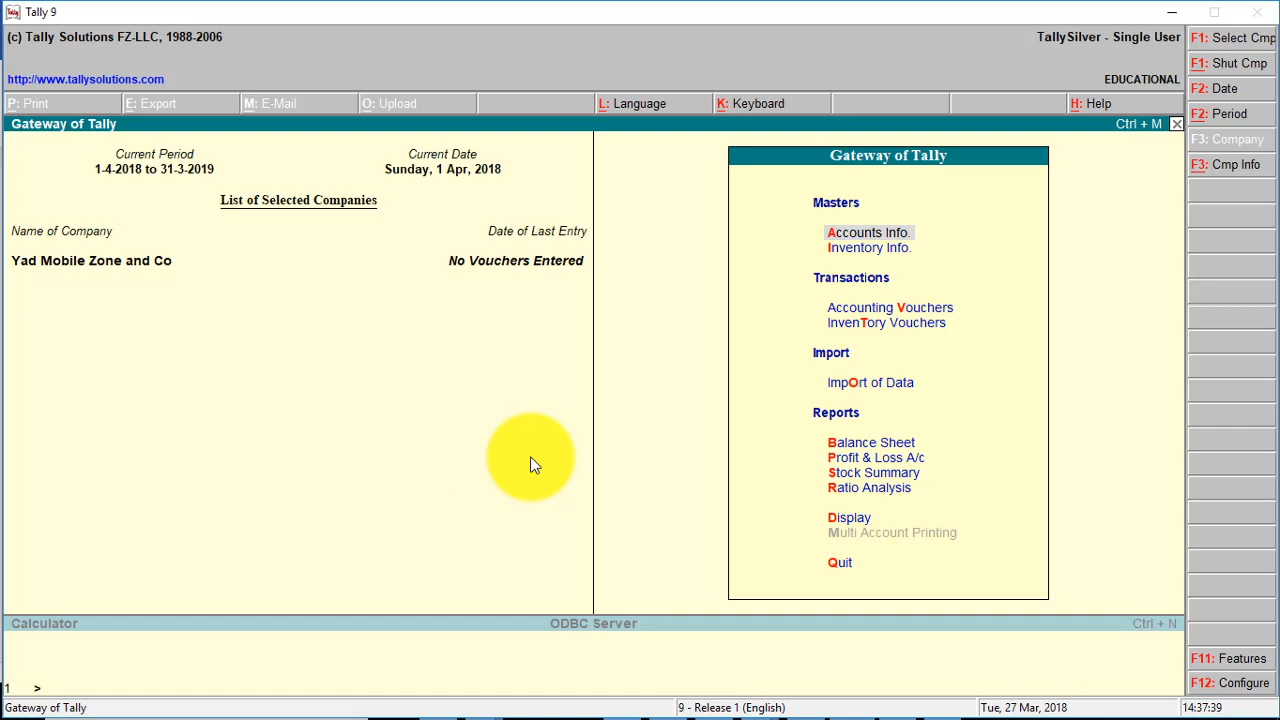 Tally 9
(c) Tally Solutions FZ-LLC, 1988-2006
TallySilver - Single User
http://www.tallysolutions.com
EDUCATIONAL
P: Print
E: Export
M: E-Mail
O: Upload
L: Language
K: Keyboard
H: Help
Gateway of Tally
Ctrl + M
Current Period
1-4-2018 to 31-3-2019
Current Date
Sunday, 1 Apr, 2018
List of Selected Companies
Name of Company
Date of Last Entry
Yad Mobile Zone and Co
No Vouchers Entered
Gateway of Tally
Masters
Accounts Info.
Inventory Info.
Transactions
Accounting Vouchers
InvenTory Vouchers
Import
ImpOrt of Data
Reports
Balance Sheet
Profit & Loss A/c
Stock Summary
Ratio Analysis
Display
Multi Account Printing
Quit
F1: Select Cmp
F1: Shut Cmp
F2: Date
F2: Period
F3: Company
F3: Cmp Info
F11: Features
F12: Configure
Calculator
ODBC Server
Ctrl + N
1 >
Gateway of Tally
9 - Release 1 (English)
Tue, 27 Mar, 2018
14:37:39